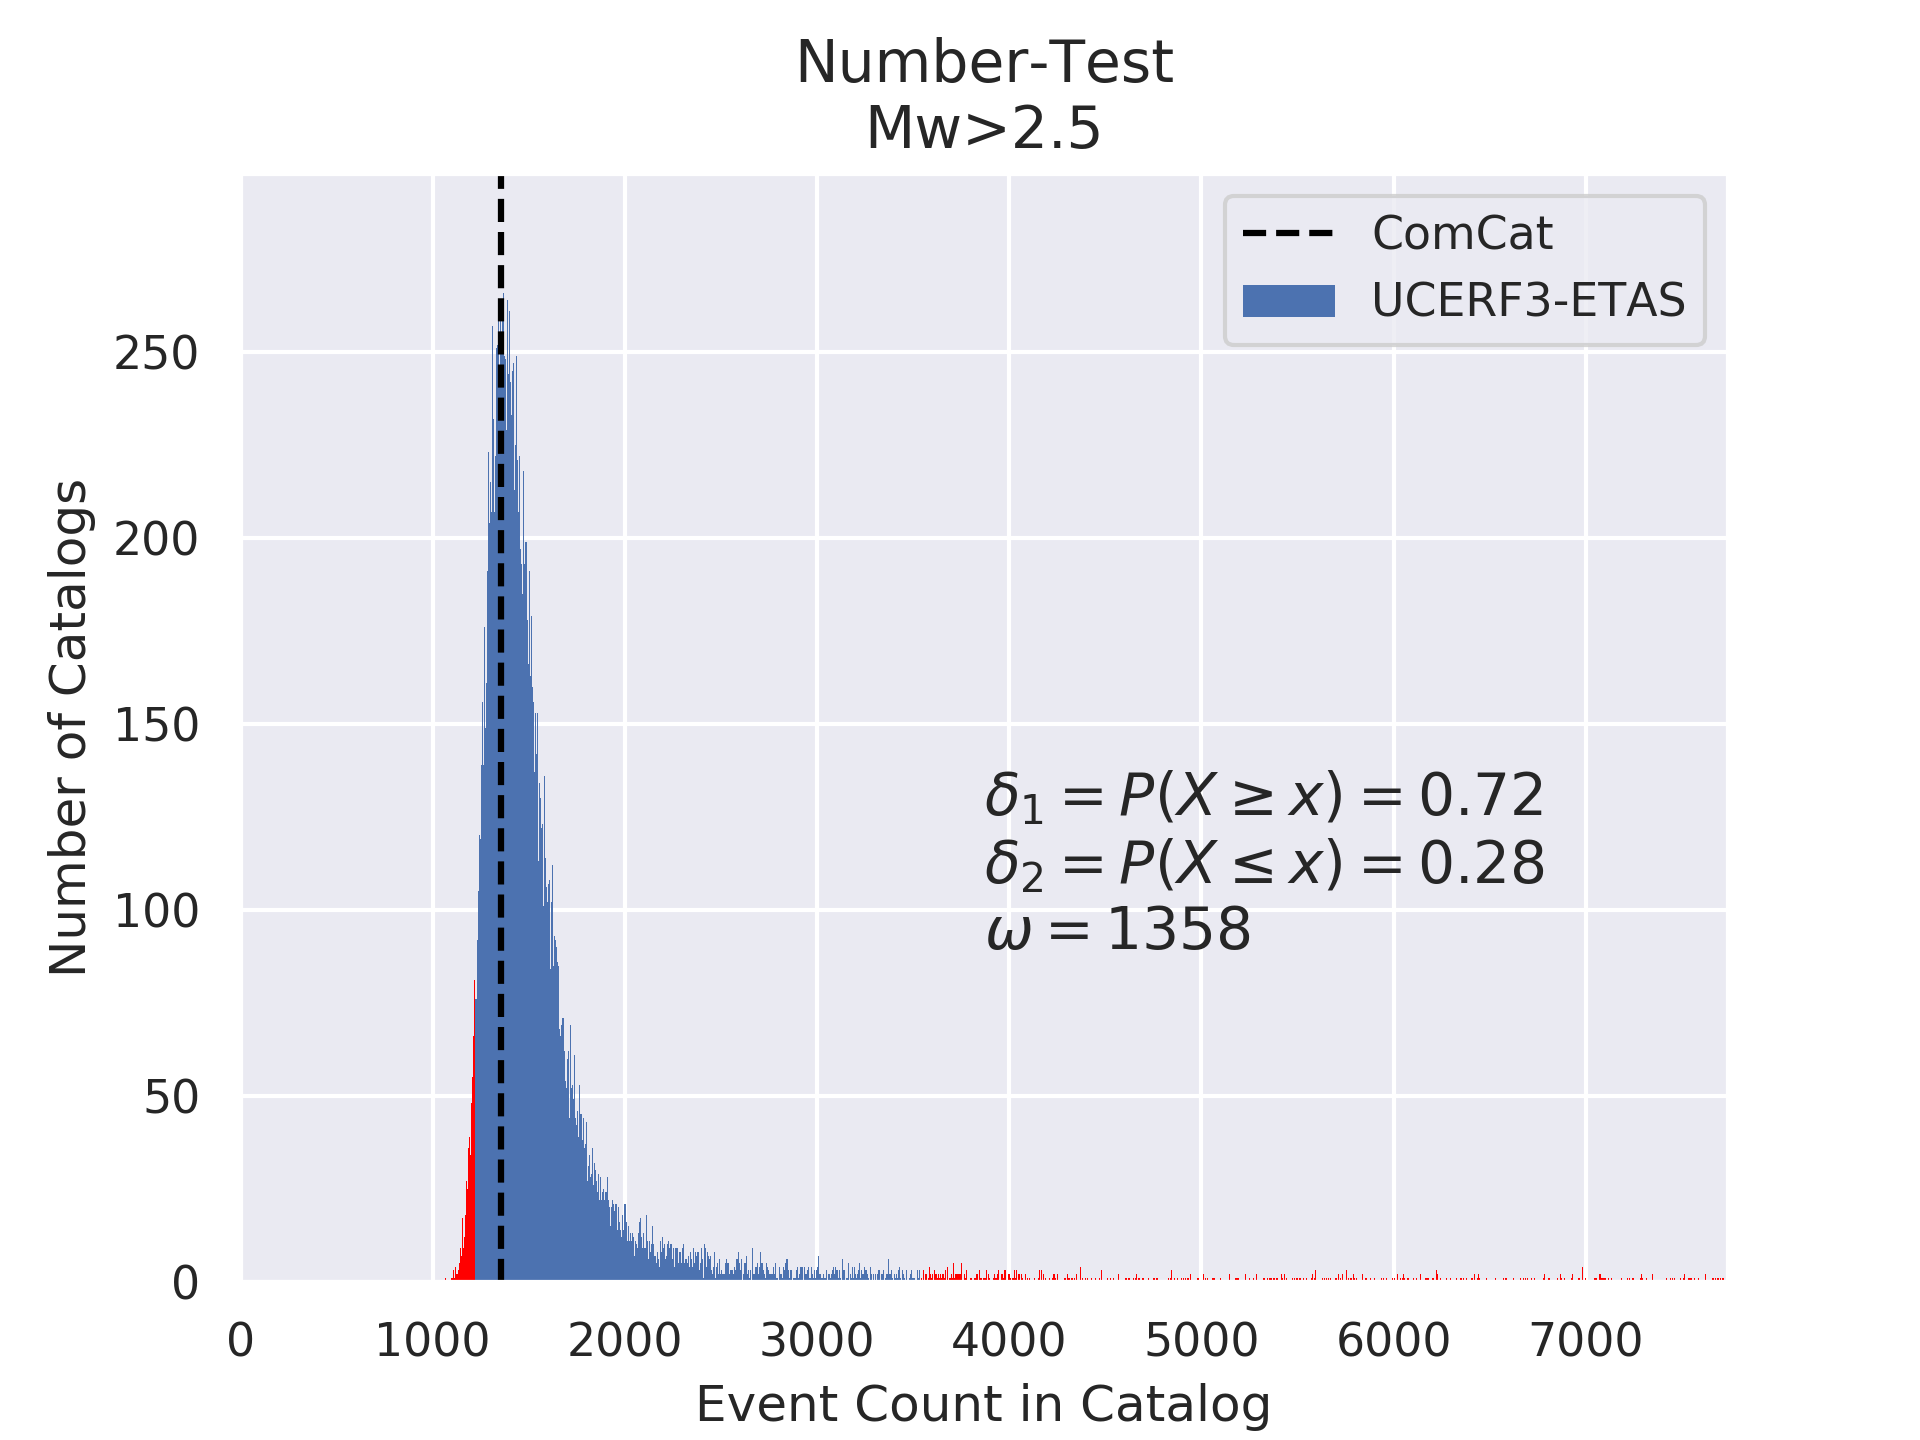 Number-Test
Mw>2.5
ComCat
UCERF3-ETAS
250
200
150
100
50
0
Number of Catalogs
δ₁ = P(X ≥ x) = 0.72
δ₂ = P(X ≤ x) = 0.28
ω = 1358
0 1000 2000 3000 4000 5000 6000 7000
Event Count in Catalog